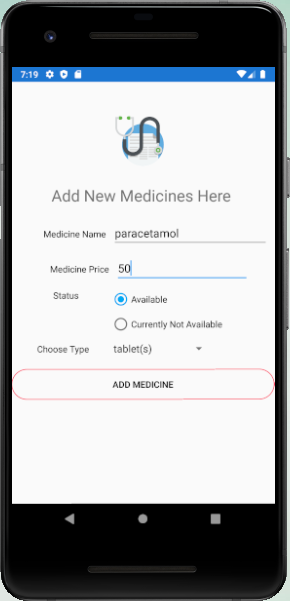 7:19
Add New Medicines Here
Medicine Name paracetamol
Medicine Price 50
Status Available
Currently Not Available
Choose Type tablet(s)
ADD MEDICINE